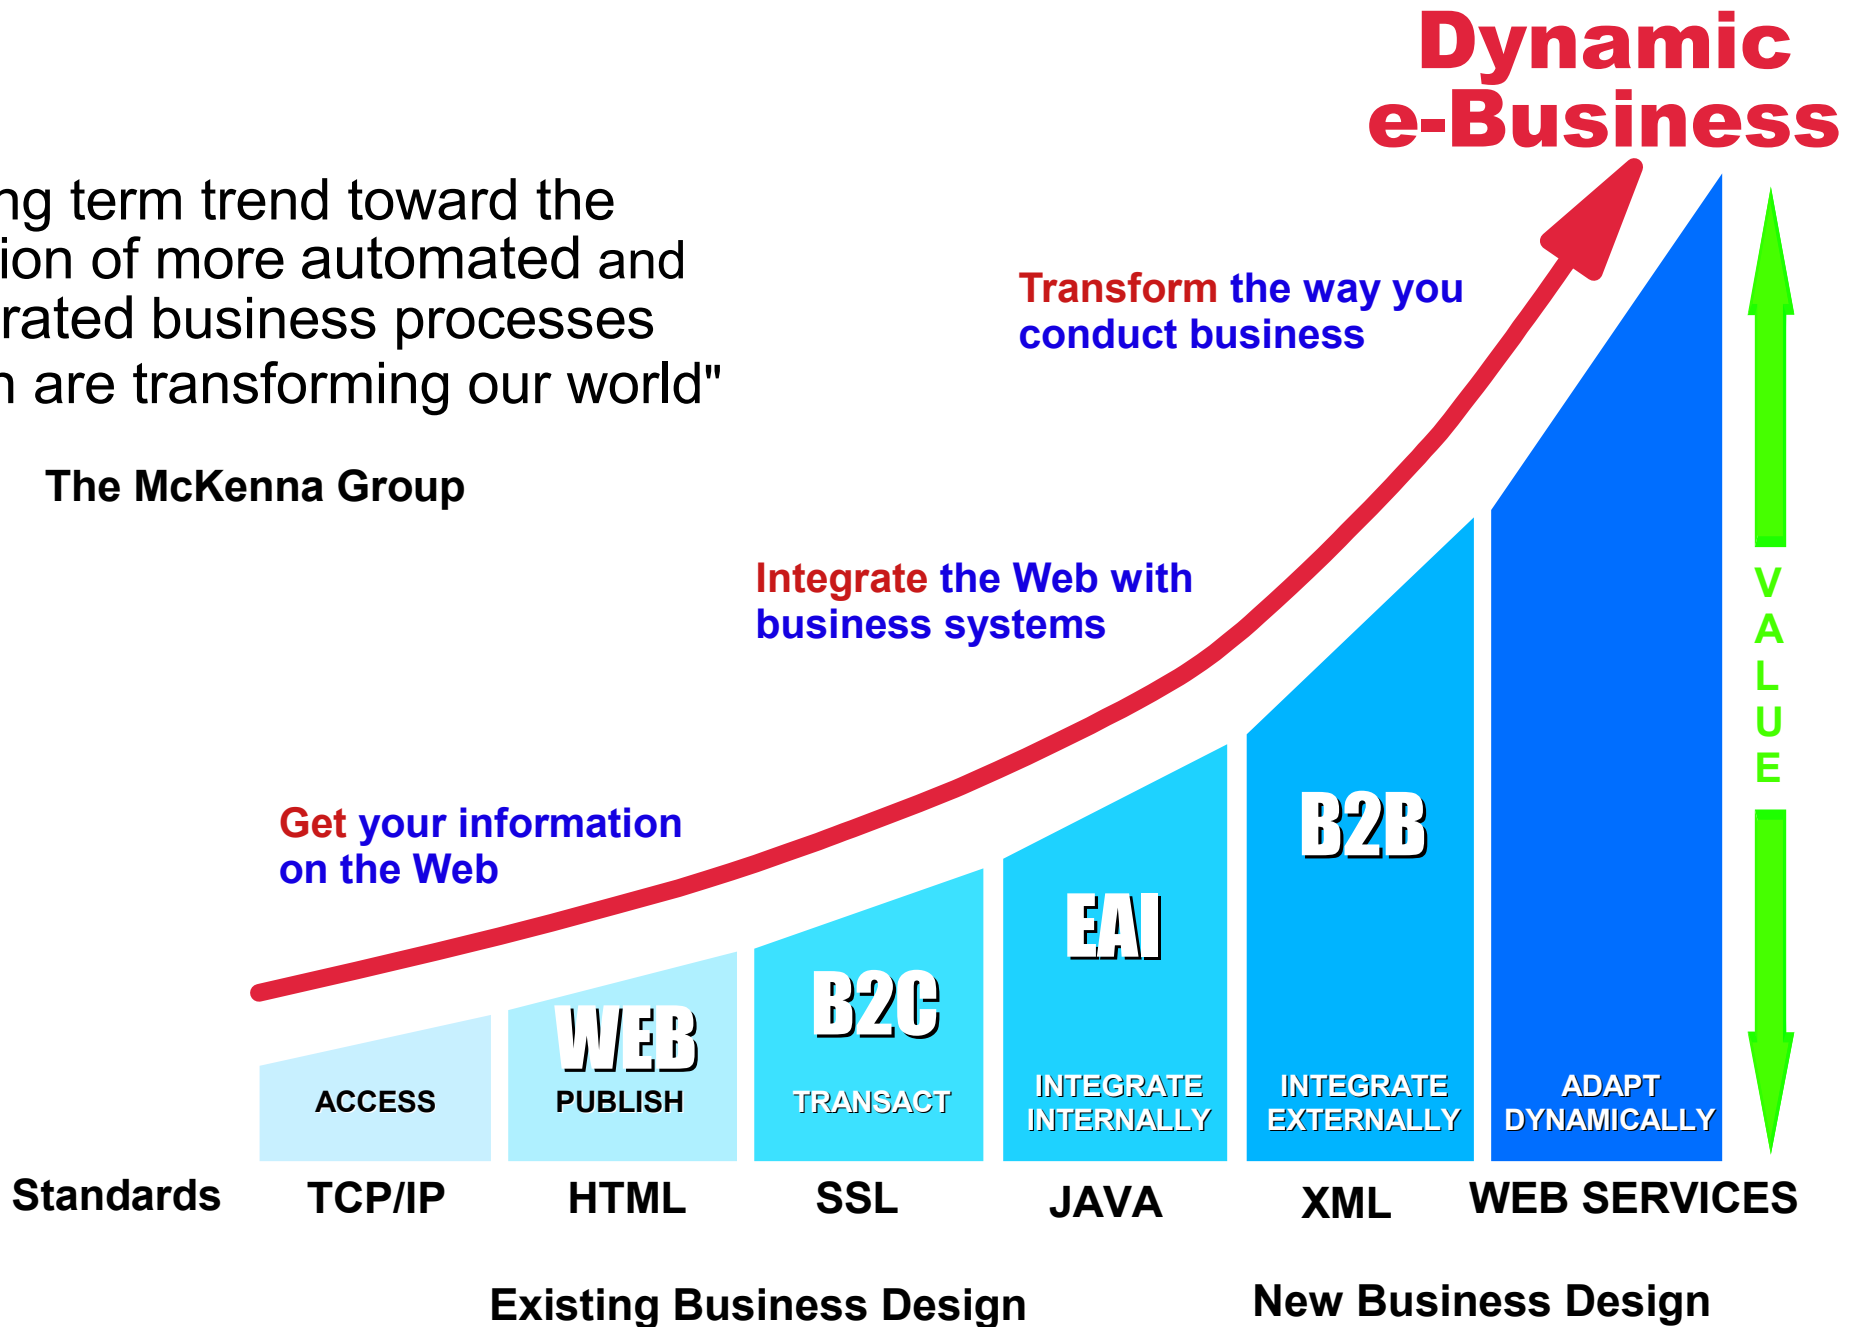 Dynamic
e-Business
term trend toward the
of more automated and
business processes
are transforming our world"
The McKenna Group
Transform the way you
conduct business
Integrate the Web with
business systems
Get your information
on the Web
V
A
L
U
E
B2B
EAI
B2C
WEB
ACCESS
PUBLISH
TRANSACT
INTEGRATE
INTERNALLY
INTEGRATE
EXTERNALLY
ADAPT
DYNAMICALLY
Standards TCP/IP HTML SSL JAVA XML WEB SERVICES
Existing Business Design New Business Design